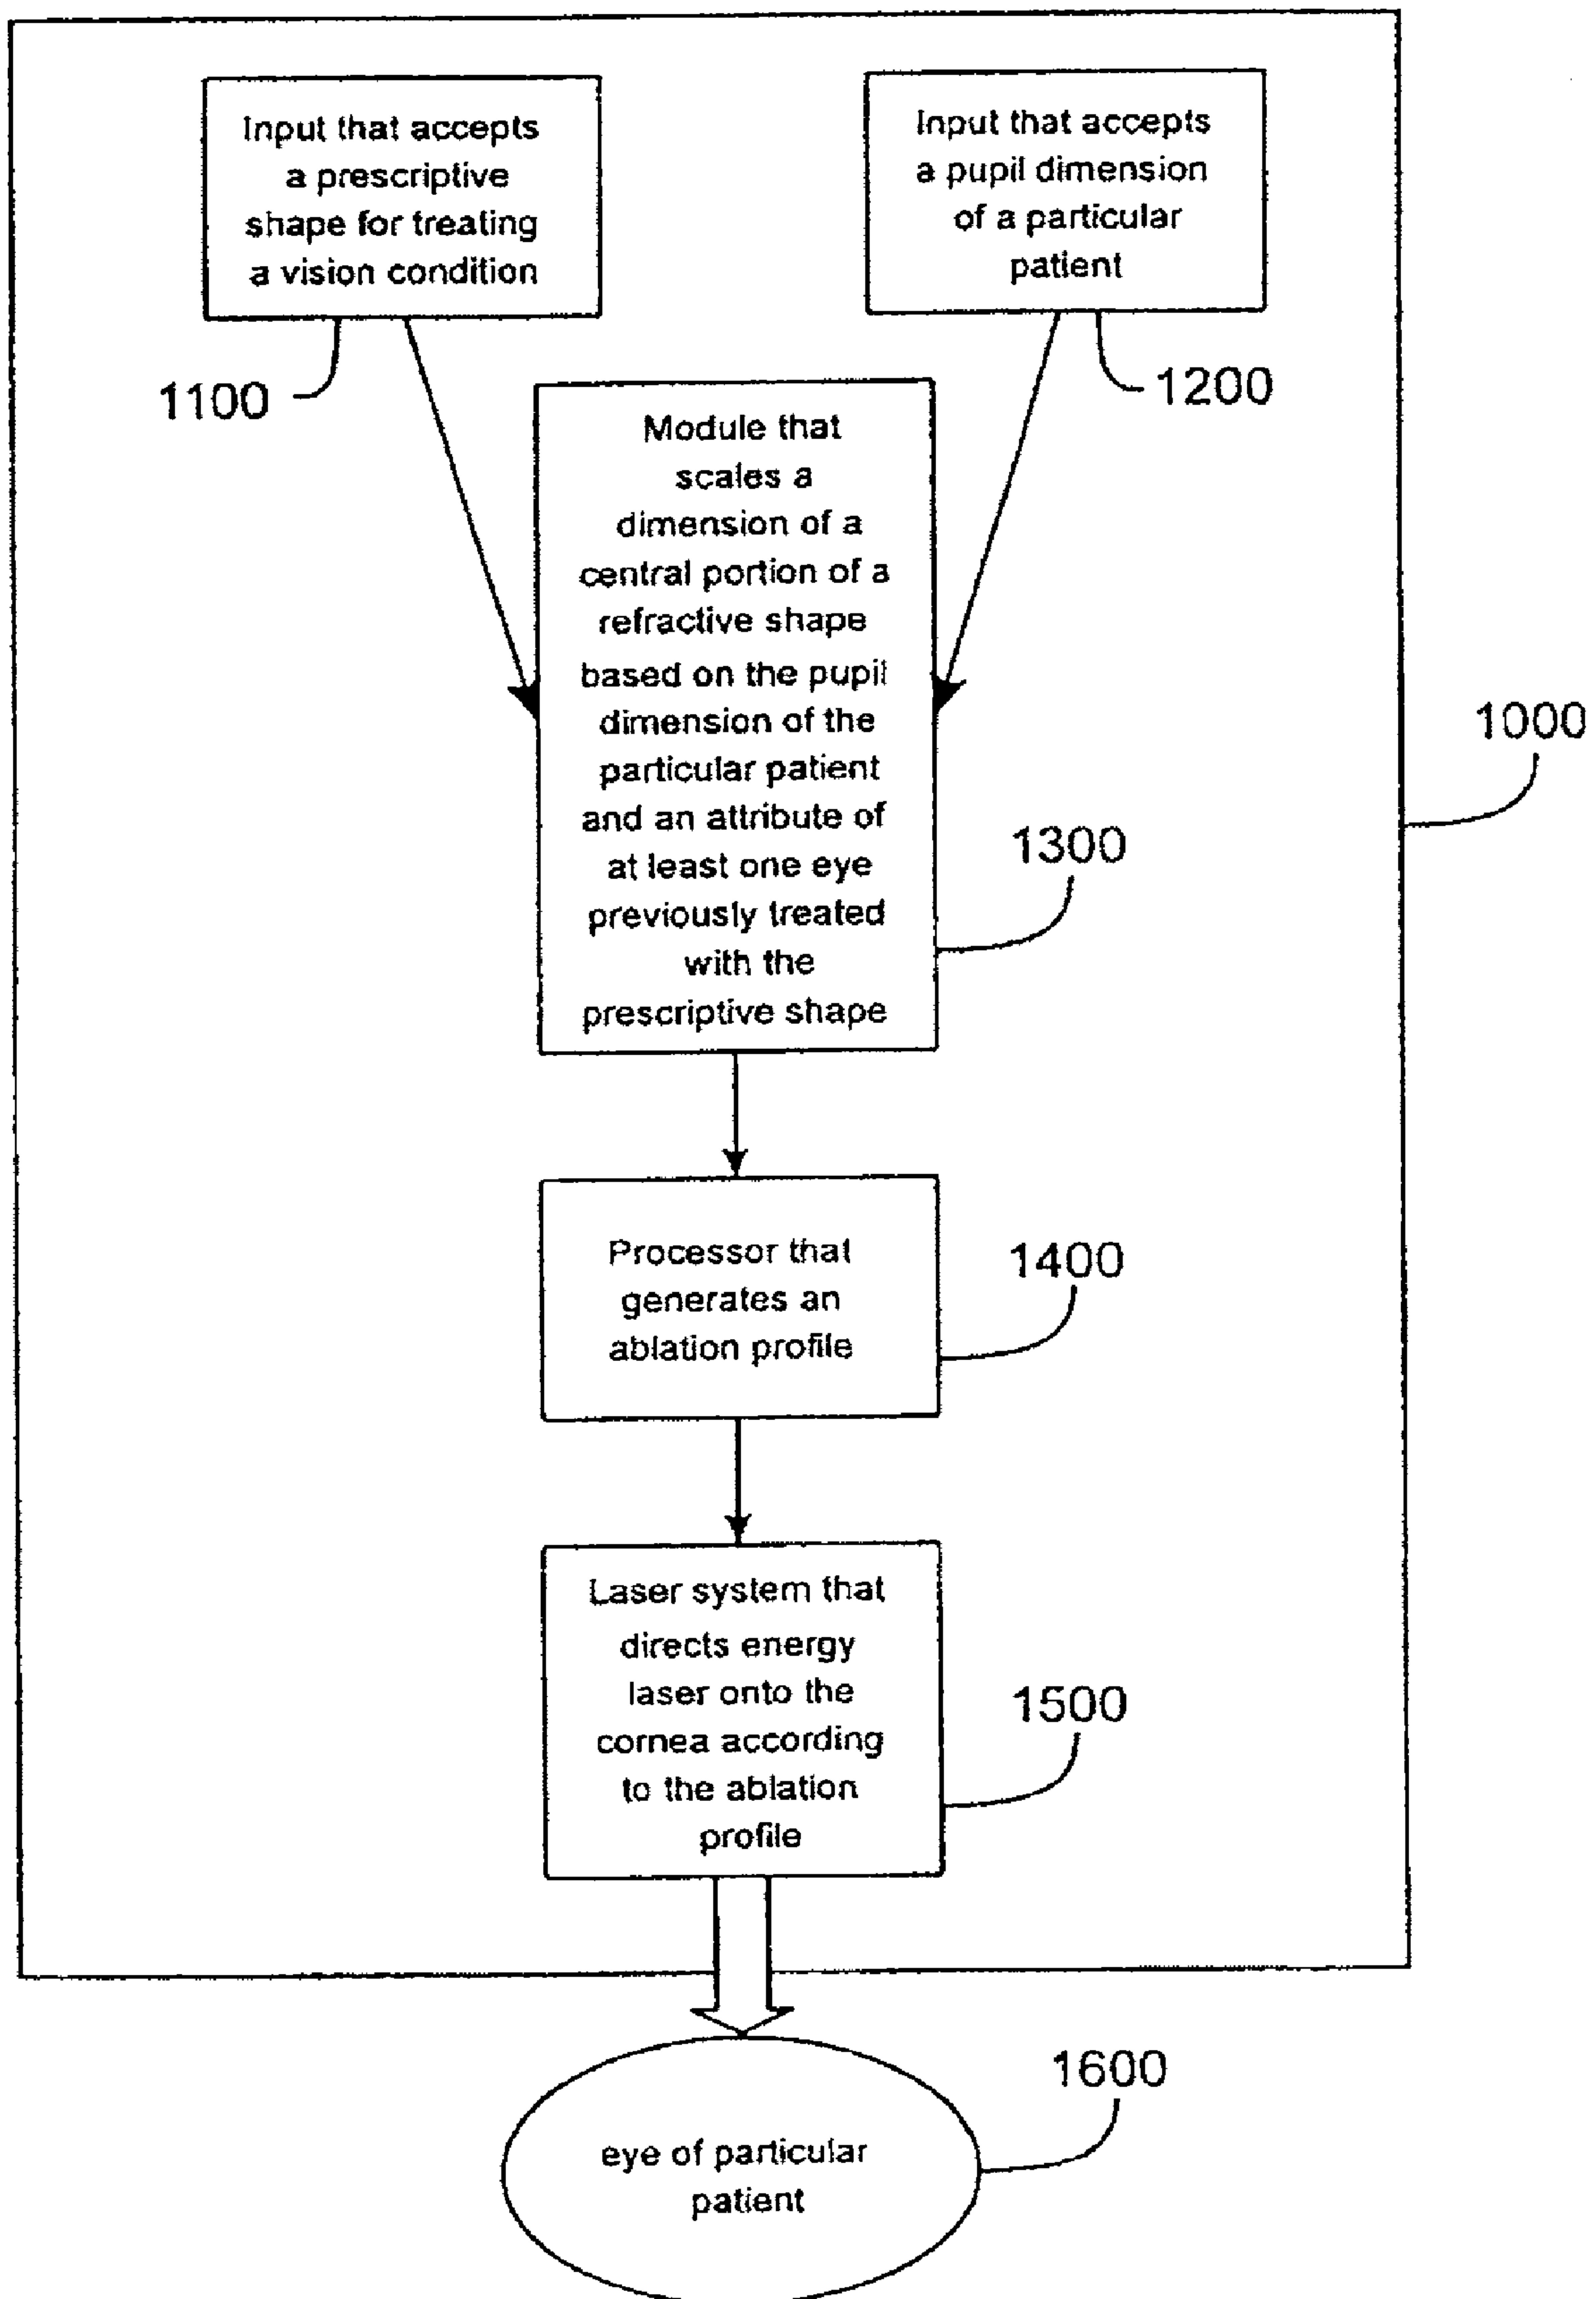 Input that accepts
a prescriptive
shape for treating
a vision condition
1100
Input that accepts
a pupil dimension
of a particular
patient
1200
Module that
scales a
dimension of a
central portion of a
refractive shape
based on the pupil
dimension of the
particular patient
and an attribute of
at least one eye
previously treated
with the
prescriptive shape
1300
1000
Processor that
generates an
ablation profile
1400
Laser system that
directs energy
laser onto the
cornea according
to the ablation
profile
1500
eye of particular
patient
1600